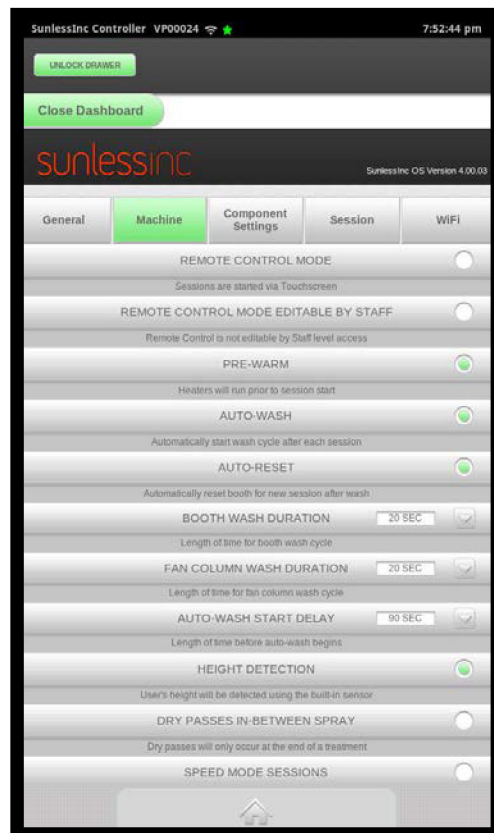 SunlessInc Controller VP00024 7:52:44 pm
UNLOCK DRAWER
Close Dashboard
sunlessinc
SunlessInc OS Version 4.00.03
General Machine Component Settings Session WiFi
REMOTE CONTROL MODE
Sessions are started via Touchscreen
REMOTE CONTROL MODE EDITABLE BY STAFF
Remote Control is not editable by Staff level access
PRE-WARM
Heaters will run prior to session start
AUTO-WASH
Automatically start wash cycle after each session
AUTO-RESET
Automatically reset booth for new session after wash
BOOTH WASH DURATION 20 SEC
Length of time for booth wash cycle
FAN COLUMN WASH DURATION 20 SEC
Length of time for fan column wash cycle
AUTO-WASH START DELAY 90 SEC
Length of time before auto-wash begins
HEIGHT DETECTION
User's height will be detected using the built-in sensor
DRY PASSES IN-BETWEEN SPRAY
Dry passes will only occur at the end of a treatment
SPEED MODE SESSIONS